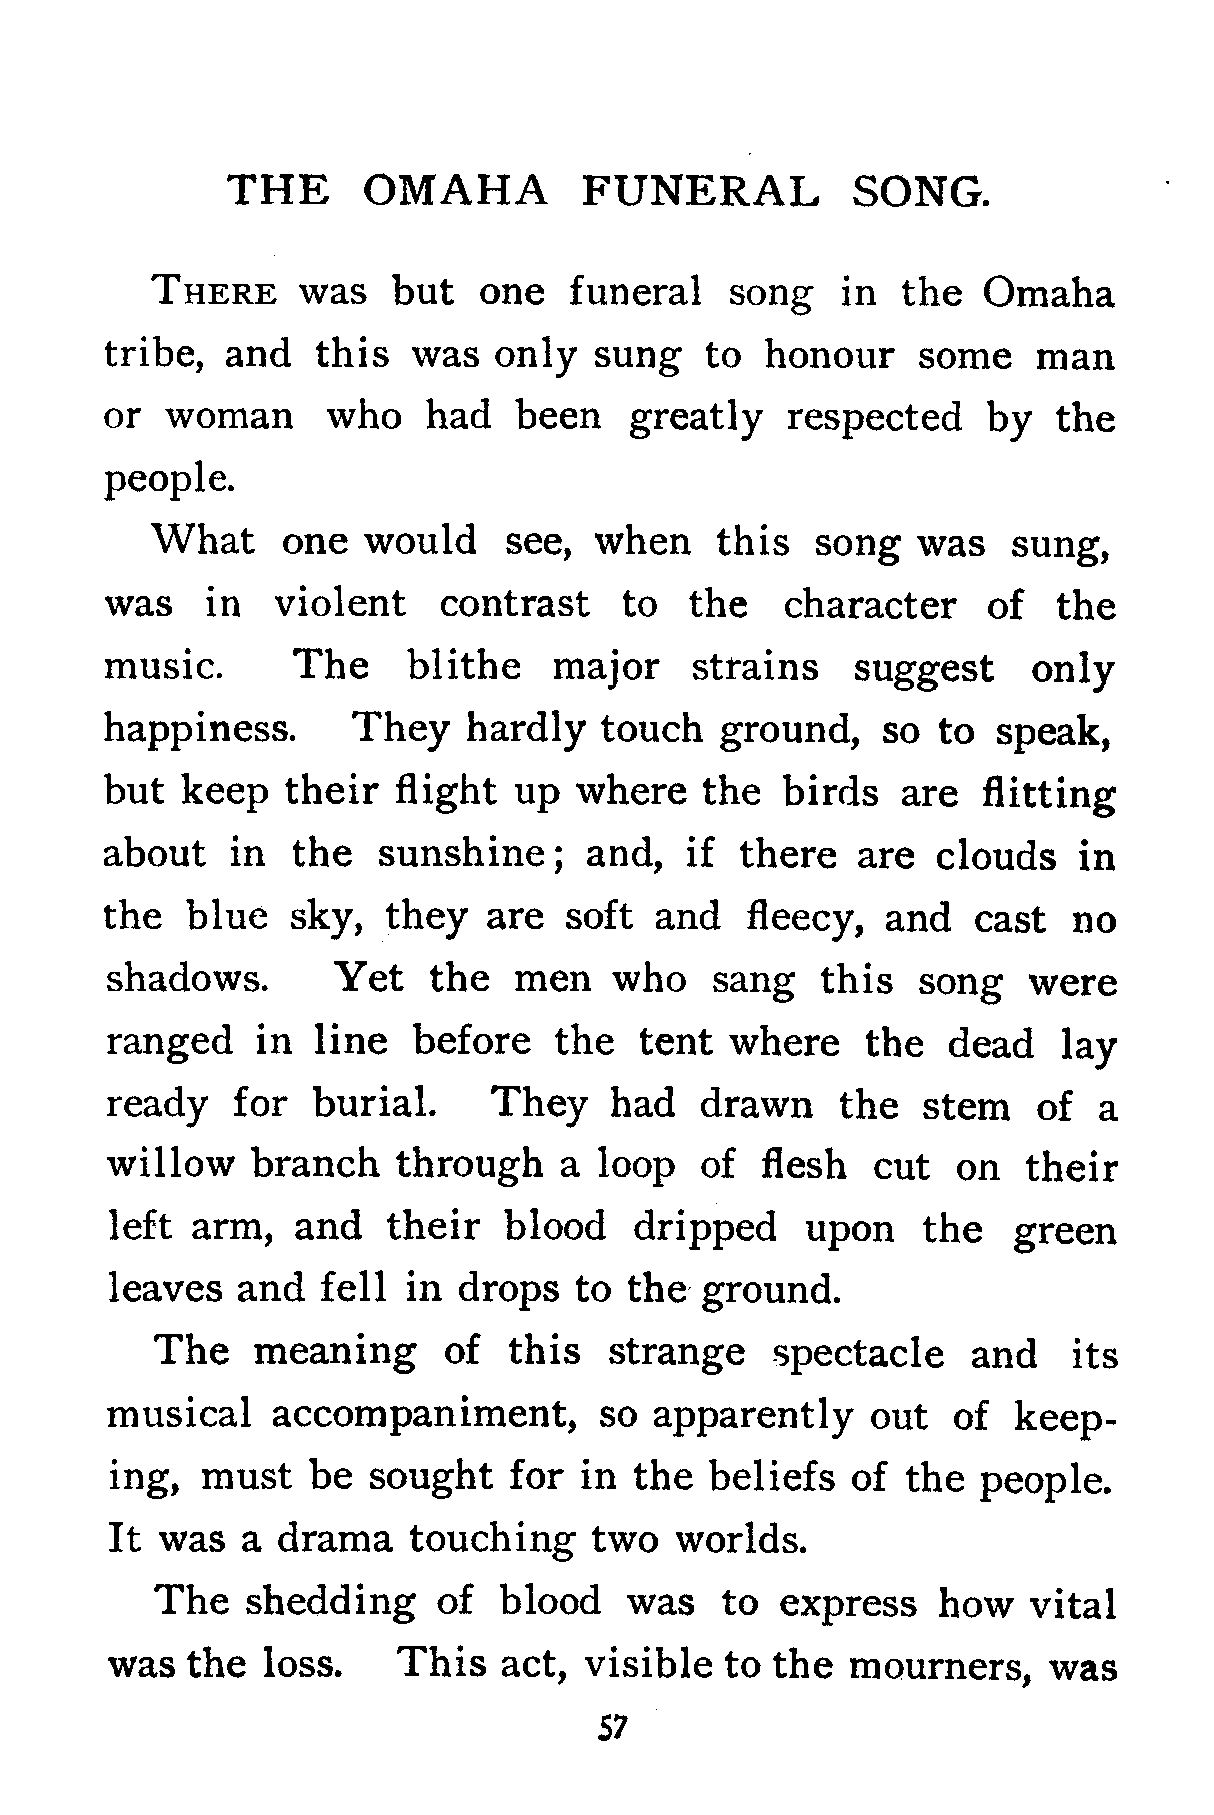 THE OMAHA FUNERAL SONG.
THERE was but one funeral song in the Omaha
tribe, and this was only sung to honour some man
or woman who had been greatly respected by the
people.
What one would see, when this song was sung,
was in violent contrast to the character of the
music. The blithe major strains suggest only
happiness. They hardly touch ground, so to speak,
but keep their flight up where the birds are flitting
about in the sunshine; and, if there are clouds in
the blue sky, they are soft and fleecy, and cast no
shadows. Yet the men who sang this song were
ranged in line before the tent where the dead lay
ready for burial. They had drawn the stem of a
willow branch through a loop of flesh cut on their
left arm, and their blood dripped upon the green
leaves and fell in drops to the ground.
The meaning of this strange spectacle and its
musical accompaniment, so apparently out of keep-
ing, must be sought for in the beliefs of the people.
It was a drama touching two worlds.
The shedding of blood was to express how vital
was the loss. This act, visible to the mourners, was
57